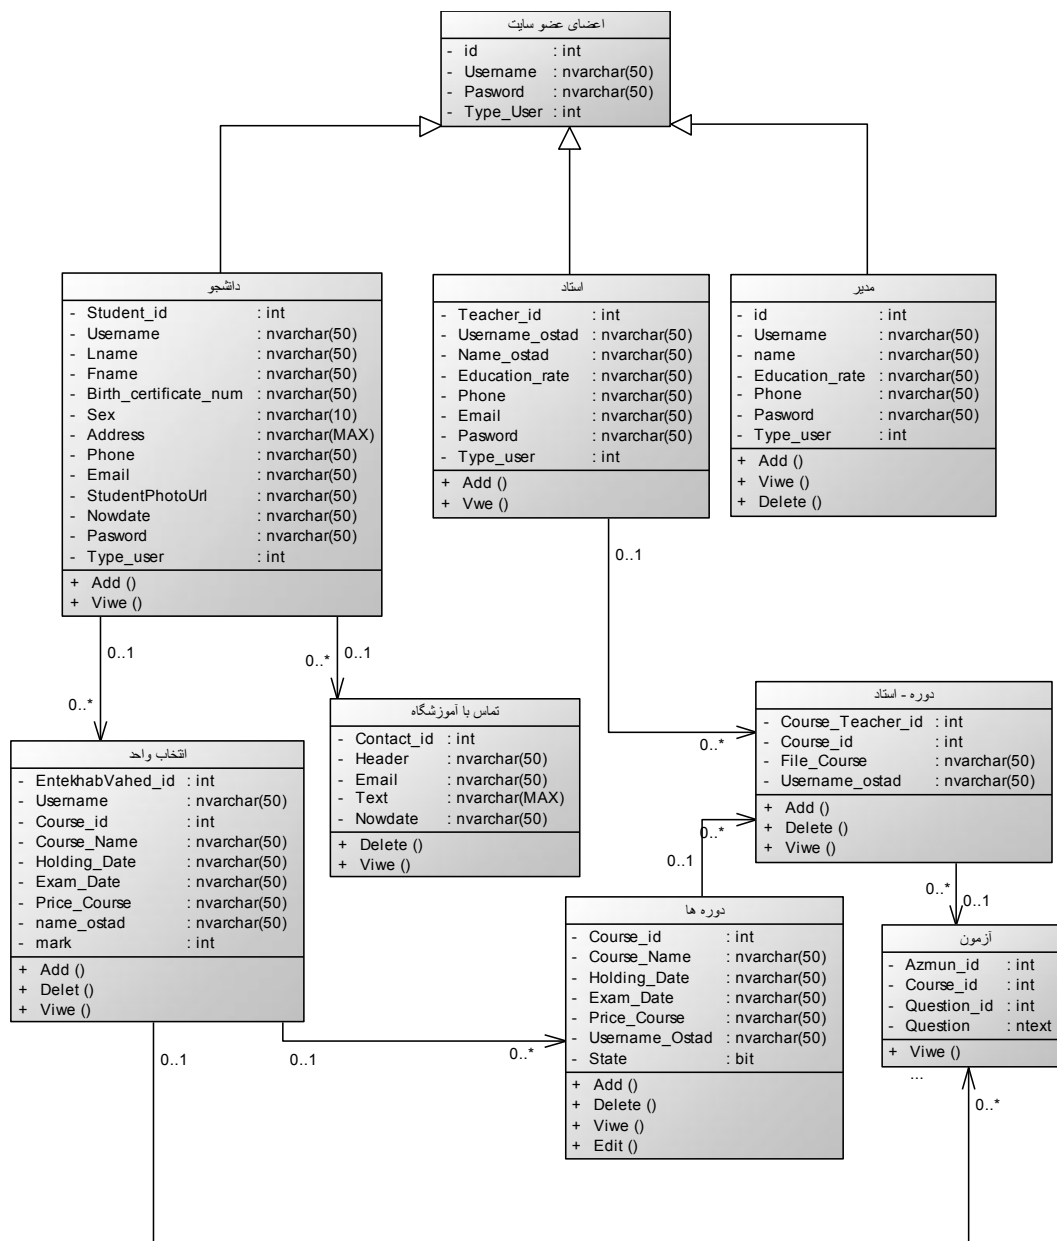 اعضای عضو سایت
- id : int
- Username : nvarchar(50)
- Pasword : nvarchar(50)
- Type_User : int
دانشجو
- Student_id : int
- Username : nvarchar(50)
- Lname : nvarchar(50)
- Fname : nvarchar(50)
- Birth_certificate_num : nvarchar(50)
- Sex : nvarchar(10)
- Address : nvarchar(MAX)
- Phone : nvarchar(50)
- Email : nvarchar(50)
- StudentPhotoUrl : nvarchar(50)
- Nowdate : nvarchar(50)
- Pasword : nvarchar(50)
- Type_user : int
+ Add ()
+ Viwe ()
استاد
- Teacher_id : int
- Username_ostad : nvarchar(50)
- Name_ostad : nvarchar(50)
- Education_rate : nvarchar(50)
- Phone : nvarchar(50)
- Email : nvarchar(50)
- Pasword : nvarchar(50)
- Type_user : int
+ Add ()
+ Vwe ()
مدیر
- id : int
- Username : nvarchar(50)
- name : nvarchar(50)
- Education_rate : nvarchar(50)
- Phone : nvarchar(50)
- Pasword : nvarchar(50)
- Type_user : int
+ Add ()
+ Viwe ()
+ Delete ()
0..1
0..1
0..*
0..1
0..*
تماس با آموزشگاه
- Contact_id : int
- Header : nvarchar(50)
- Email : nvarchar(50)
- Text : nvarchar(MAX)
- Nowdate : nvarchar(50)
+ Delete ()
+ Viwe ()
دوره - استاد
- Course_Teacher_id : int
- Course_id : int
- File_Course : nvarchar(50)
- Username_ostad : nvarchar(50)
+ Add ()
+ Delete ()
+ Viwe ()
0..*
0..*
0..1
0..*
0..1
انتخاب واحد
- EntekhabVahed_id : int
- Username : nvarchar(50)
- Course_id : int
- Course_Name : nvarchar(50)
- Holding_Date : nvarchar(50)
- Exam_Date : nvarchar(50)
- Price_Course : nvarchar(50)
- name_ostad : nvarchar(50)
- mark : int
+ Add ()
+ Delet ()
+ Viwe ()
دوره ها
- Course_id : int
- Course_Name : nvarchar(50)
- Holding_Date : nvarchar(50)
- Exam_Date : nvarchar(50)
- Price_Course : nvarchar(50)
- Username_Ostad : nvarchar(50)
- State : bit
+ Add ()
+ Delete ()
+ Viwe ()
+ Edit ()
آزمون
- Azmun_id : int
- Course_id : int
- Question_id : int
- Question : ntext
+ Viwe ()
...
0..1
0..1
0..*
0..*